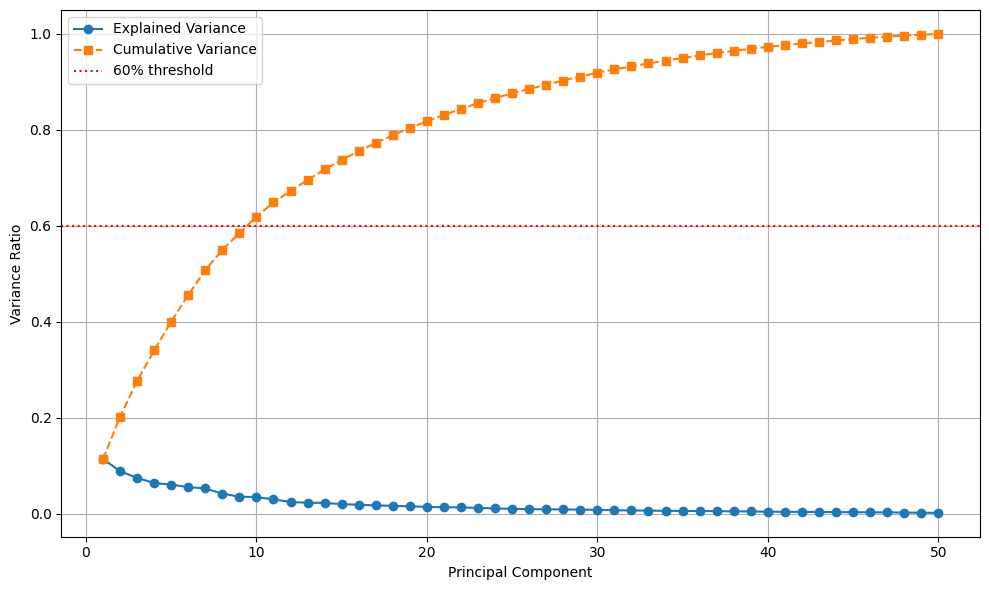 Explained Variance
Cumulative Variance
60% threshold
1.0
0.8
0.6
0.4
0.2
0.0
Variance Ratio
0 10 20 30 40 50
Principal Component